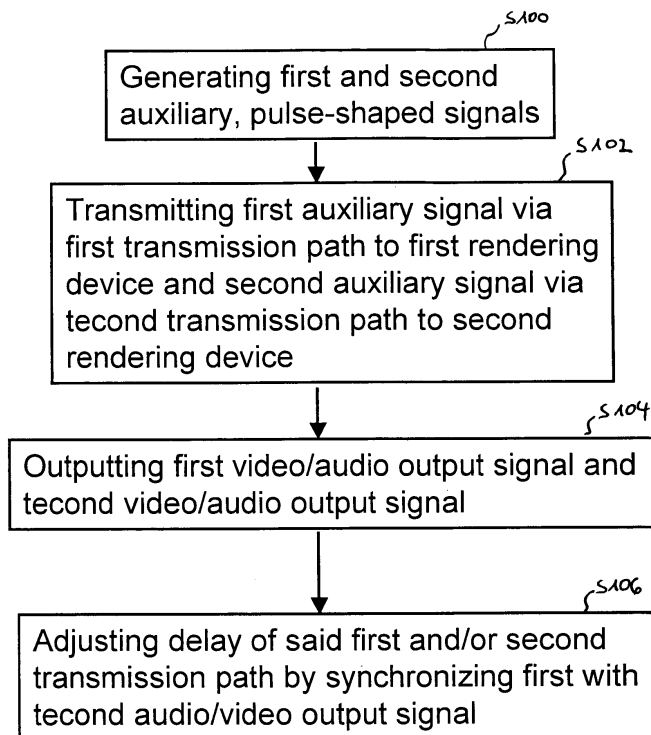 S100
Generating first and second
auxiliary, pulse-shaped signals
S102
Transmitting first auxiliary signal via
first transmission path to first rendering
device and second auxiliary signal via
tecond transmission path to second
rendering device
S104
Outputting first video/audio output signal and
tecond video/audio output signal
S106
Adjusting delay of said first and/or second
transmission path by synchronizing first with
tecond audio/video output signal